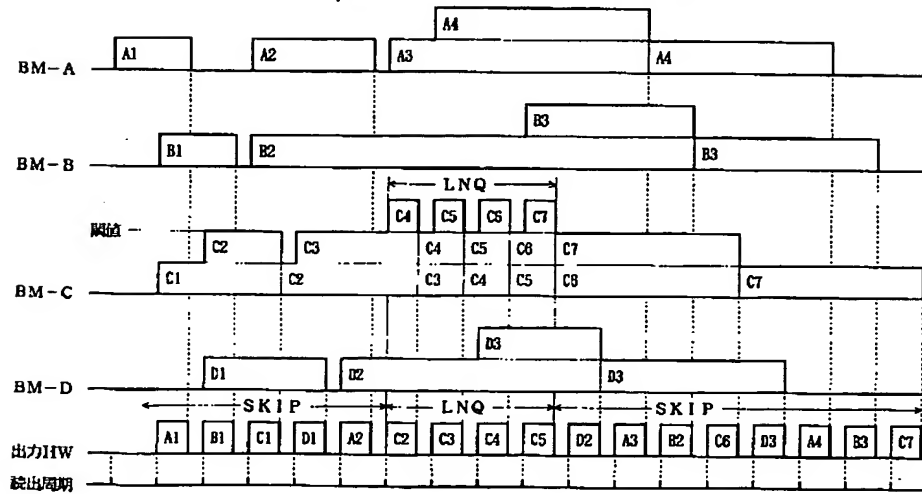 A4
BM-A A1 A2 A3 A4
B3
BM-B B1 B2 B3
LNQ
C4 C5 C6 C7
閾値
C2 C3 C4 C5 C6 C7
BM-C C1 C2 C3 C4 C5 C6 C7
D3
BM-D D1 D2 D3
SKIP LNQ SKIP
出力HW A1 B1 C1 D1 A2 C2 C3 C4 C5 D2 A3 B2 C6 D3 A4 B3 C7
読出周期